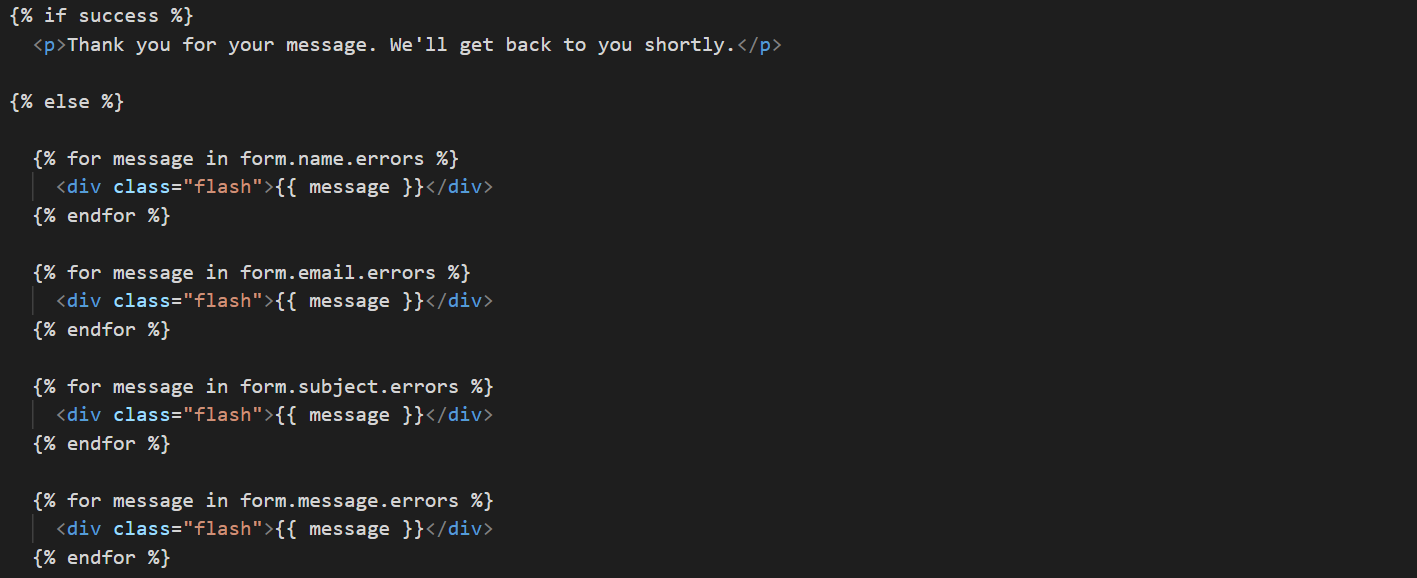 {% if success %}
<p>Thank you for your message. We'll get back to you shortly.</p>
{% else %}
{% for message in form.name.errors %}
<div class="flash">{{ message }}</div>
{% endfor %}
{% for message in form.email.errors %}
<div class="flash">{{ message }}</div>
{% endfor %}
{% for message in form.subject.errors %}
<div class="flash">{{ message }}</div>
{% endfor %}
{% for message in form.message.errors %}
<div class="flash">{{ message }}</div>
{% endfor %}